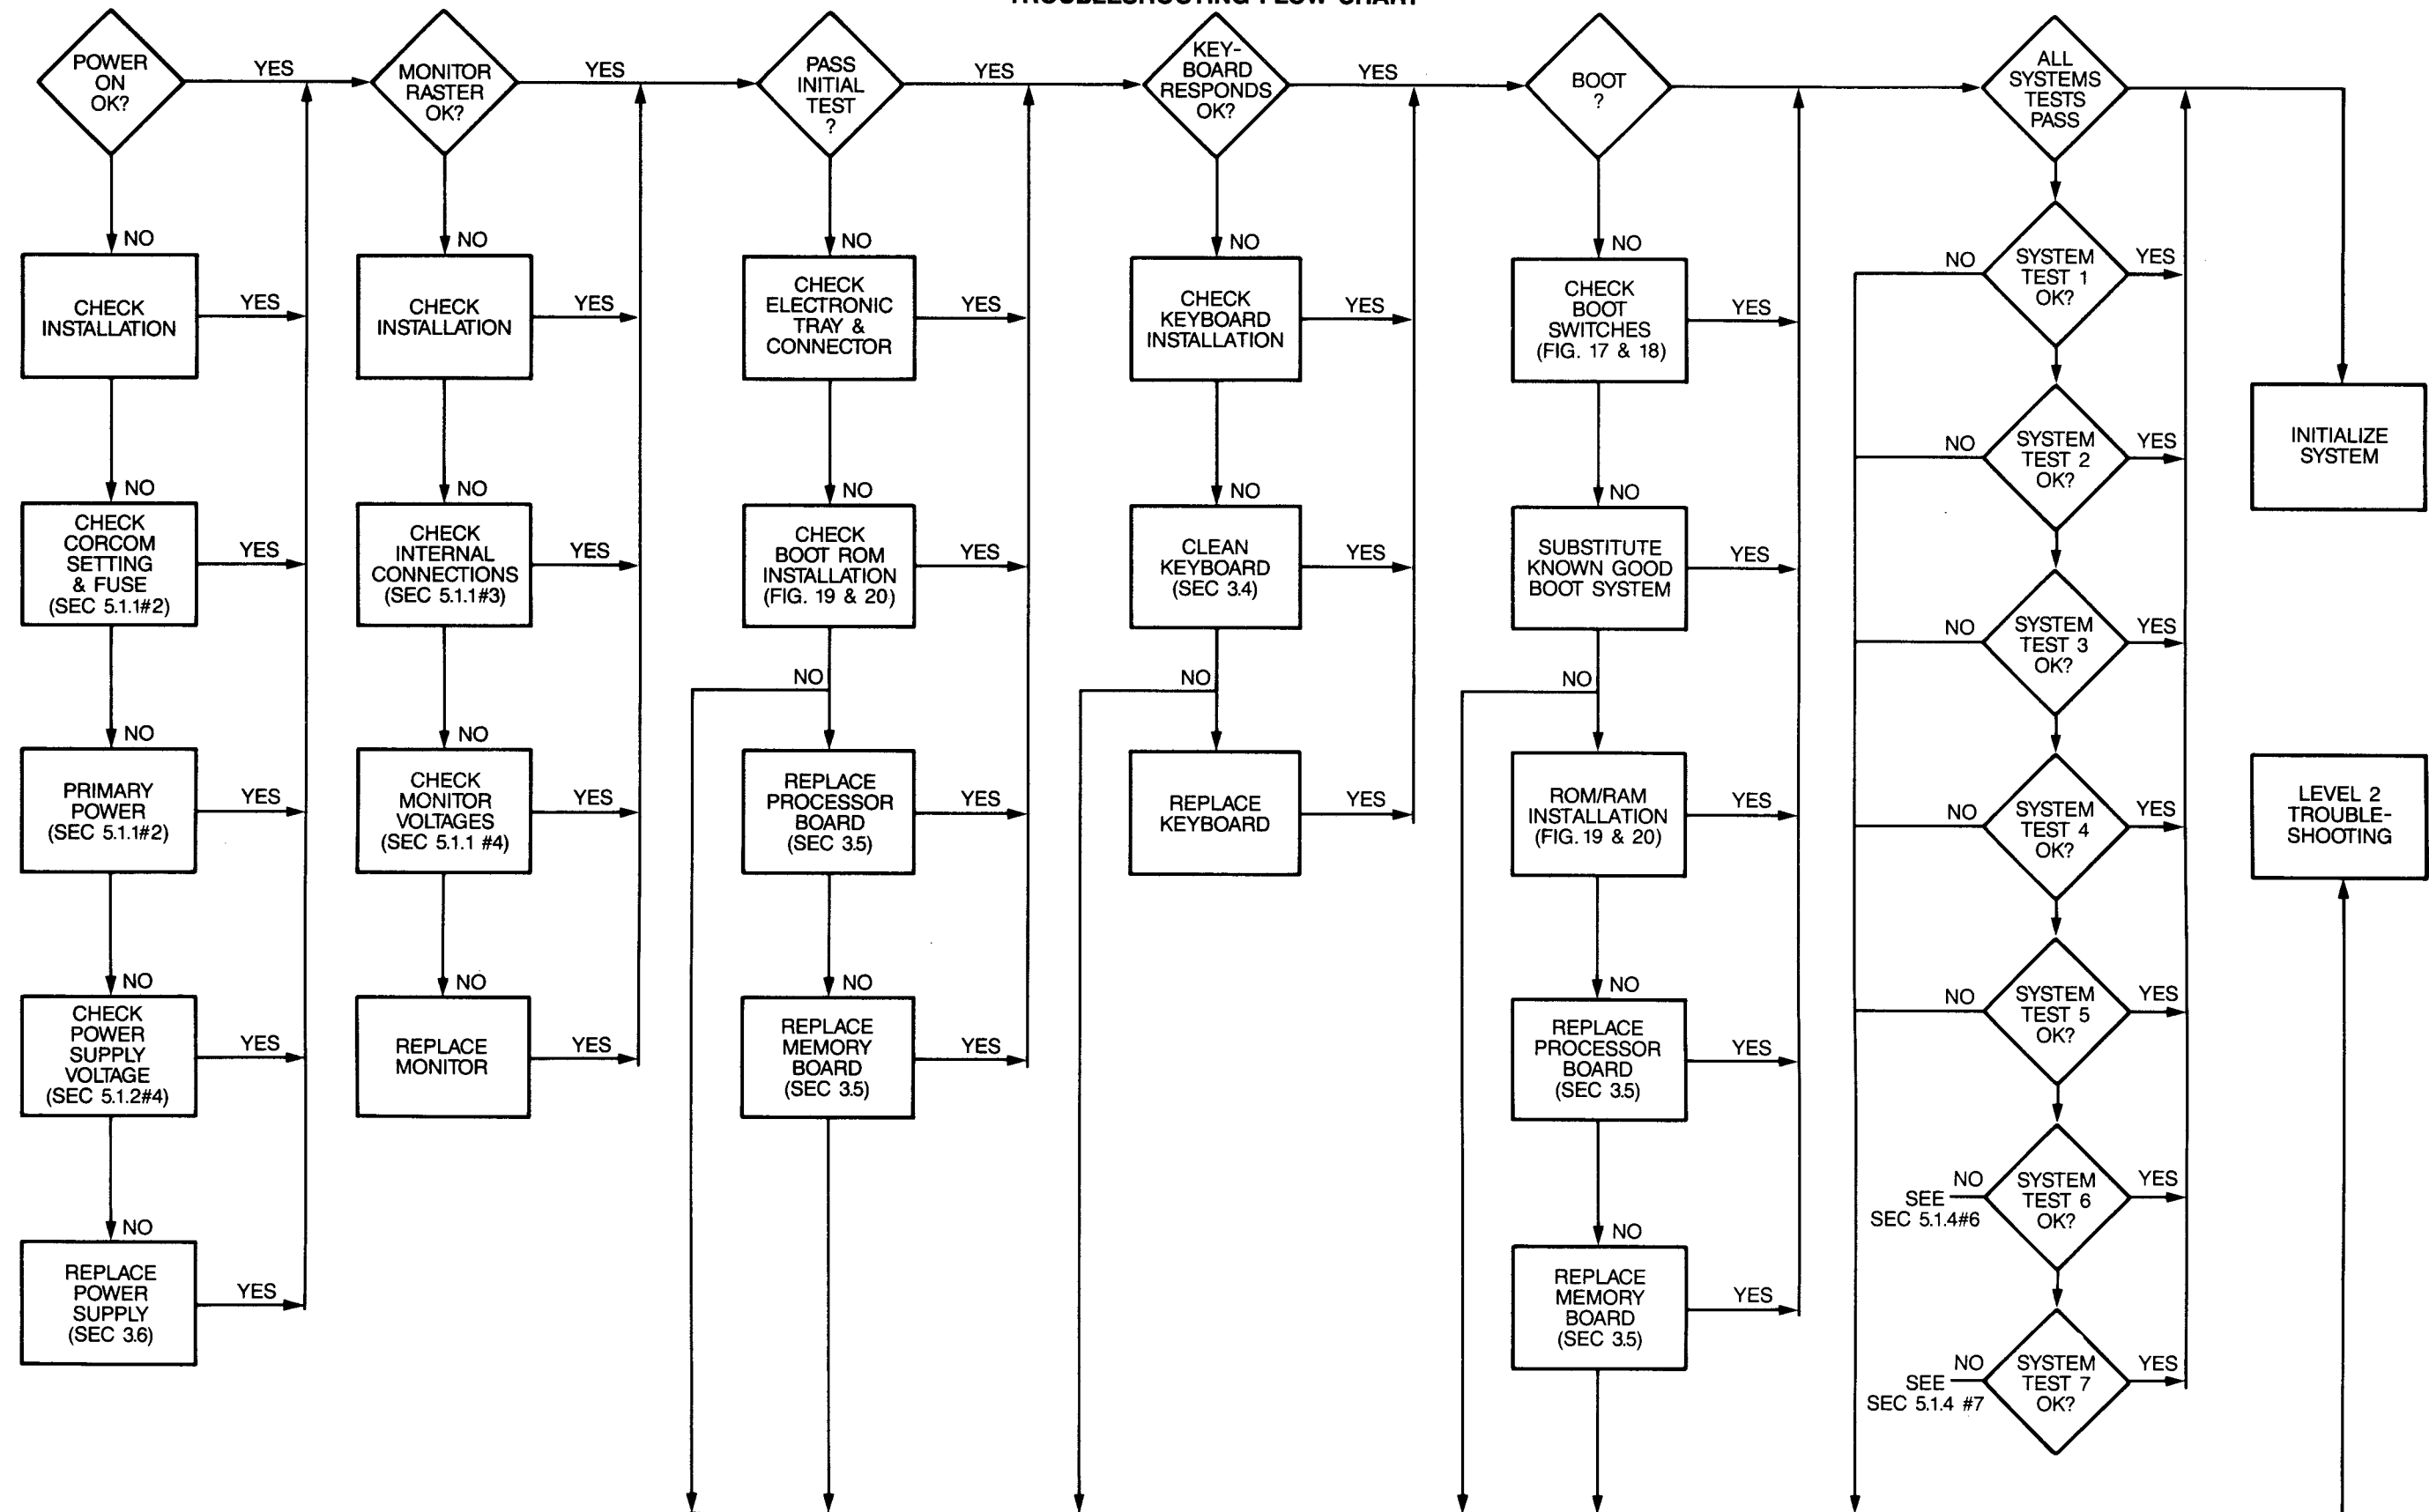 TROUBLESHOOTING FLOW CHART
POWER
ON
OK?
YES
NO
CHECK
INSTALLATION
YES
NO
CHECK
CORCOM
SETTING
& FUSE
(SEC 5.1.1#2)
YES
NO
PRIMARY
POWER
(SEC 5.1.1#2)
YES
NO
CHECK
POWER
SUPPLY
VOLTAGE
(SEC 5.1.2#4)
YES
NO
REPLACE
POWER
SUPPLY
(SEC 3.6)
YES
MONITOR
RASTER
OK?
YES
NO
CHECK
INSTALLATION
YES
NO
CHECK
INTERNAL
CONNECTIONS
(SEC 5.1.1#3)
YES
NO
CHECK
MONITOR
VOLTAGES
(SEC 5.1.1 #4)
YES
NO
REPLACE
MONITOR
YES
PASS
INITIAL
TEST
?
YES
NO
CHECK
ELECTRONIC
TRAY &
CONNECTOR
YES
NO
CHECK
BOOT ROM
INSTALLATION
(FIG. 19 & 20)
YES
NO
REPLACE
PROCESSOR
BOARD
(SEC 3.5)
YES
NO
REPLACE
MEMORY
BOARD
(SEC 3.5)
YES
KEY-
BOARD
RESPONDS
OK?
YES
NO
CHECK
KEYBOARD
INSTALLATION
YES
NO
CLEAN
KEYBOARD
(SEC 3.4)
YES
NO
REPLACE
KEYBOARD
YES
BOOT
?
NO
CHECK
BOOT
SWITCHES
(FIG. 17 & 18)
YES
NO
SUBSTITUTE
KNOWN GOOD
BOOT SYSTEM
YES
NO
ROM/RAM
INSTALLATION
(FIG. 19 & 20)
YES
NO
REPLACE
PROCESSOR
BOARD
(SEC 3.5)
YES
NO
REPLACE
MEMORY
BOARD
(SEC 3.5)
YES
ALL
SYSTEMS
TESTS
PASS
NO
SYSTEM
TEST 1
OK?
YES
NO
SYSTEM
TEST 2
OK?
YES
NO
SYSTEM
TEST 3
OK?
YES
NO
SYSTEM
TEST 4
OK?
YES
NO
SYSTEM
TEST 5
OK?
YES
NO
SEE
SEC 5.1.4#6
SYSTEM
TEST 6
OK?
YES
NO
SEE
SEC 5.1.4 #7
SYSTEM
TEST 7
OK?
YES
INITIALIZE
SYSTEM
LEVEL 2
TROUBLE-
SHOOTING